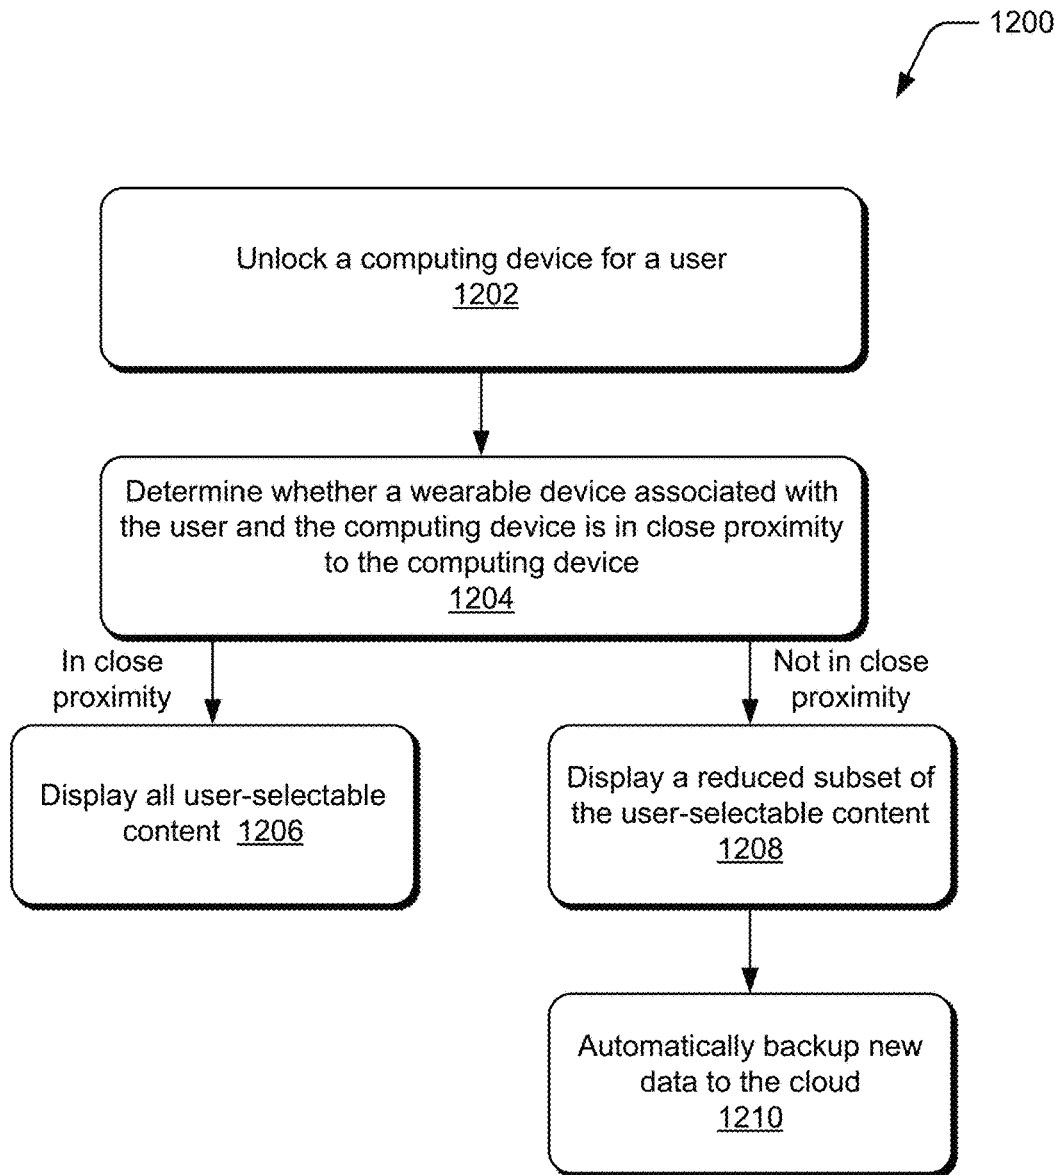 1200
Unlock a computing device for a user
1202
Determine whether a wearable device associated with
the user and the computing device is in close proximity
to the computing device
1204
In close
proximity
Not in close
proximity
Display all user-selectable
content 1206
Display a reduced subset of
the user-selectable content
1208
Automatically backup new
data to the cloud
1210